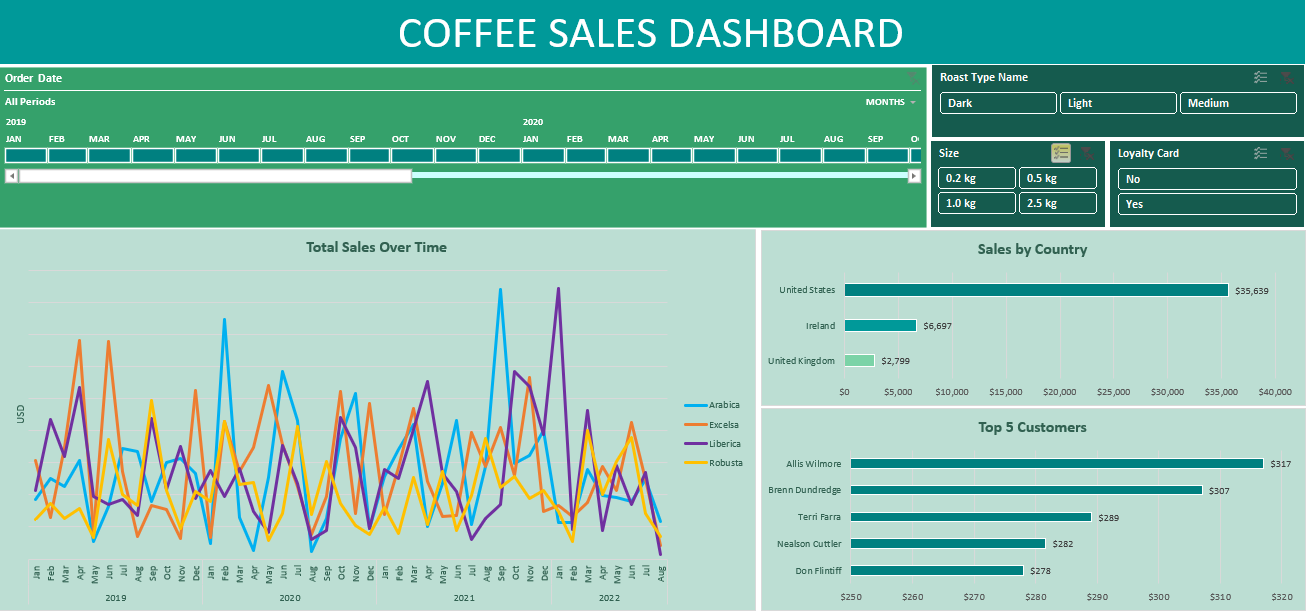 COFFEE SALES DASHBOARD
Order Date
All Periods
MONTHS
2019 2020
JAN FEB MAR APR MAY JUN JUL AUG SEP OCT NOV DEC JAN FEB MAR APR MAY JUN JUL AUG SEP
Roast Type Name
Dark Light Medium
Size
0.2 kg 0.5 kg
1.0 kg 2.5 kg
Loyalty Card
No
Yes
Total Sales Over Time
USD
Arabica
Excelsa
Liberica
Robusta
Jan Feb Mar Apr May Jun Jul Aug Sep Oct Nov Dec Jan Feb Mar Apr May Jun Jul Aug Sep Oct Nov Dec Jan Feb Mar Apr May Jun Jul Aug Sep Oct Nov Dec Jan Feb Mar Apr May Jun Jul Aug
2019 2020 2021 2022
Sales by Country
United States $35,639
Ireland $6,697
United Kingdom $2,799
$0 $5,000 $10,000 $15,000 $20,000 $25,000 $30,000 $35,000 $40,000
Top 5 Customers
Allis Wilmore $317
Brenn Dundredge $307
Terri Farra $289
Nealson Cuttler $282
Don Flintiff $278
$250 $260 $270 $280 $290 $300 $310 $320